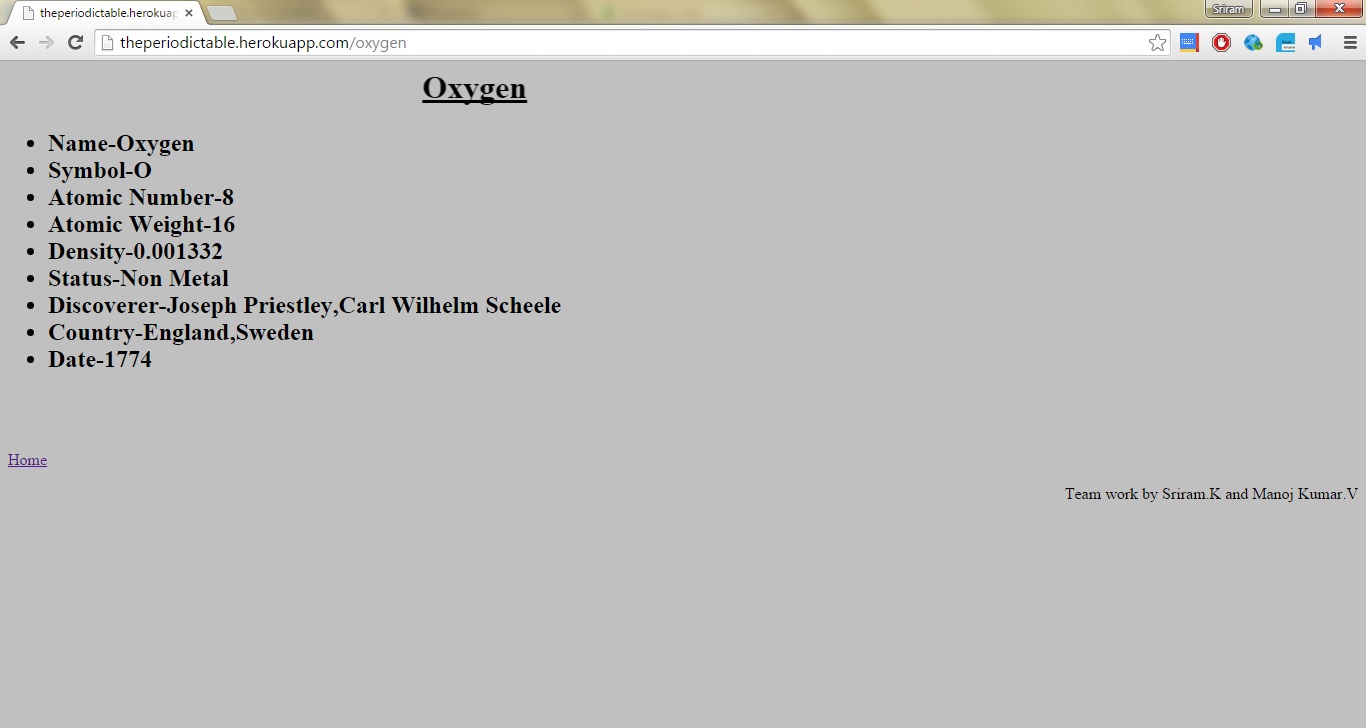 theperiodictable.herokuap
Sriram
theperiodictable.herokuapp.com/oxygen
Oxygen
Name-Oxygen
Symbol-O
Atomic Number-8
Atomic Weight-16
Density-0.001332
Status-Non Metal
Discoverer-Joseph Priestley,Carl Wilhelm Scheele
Country-England,Sweden
Date-1774
Home
Team work by Sriram.K and Manoj Kumar.V